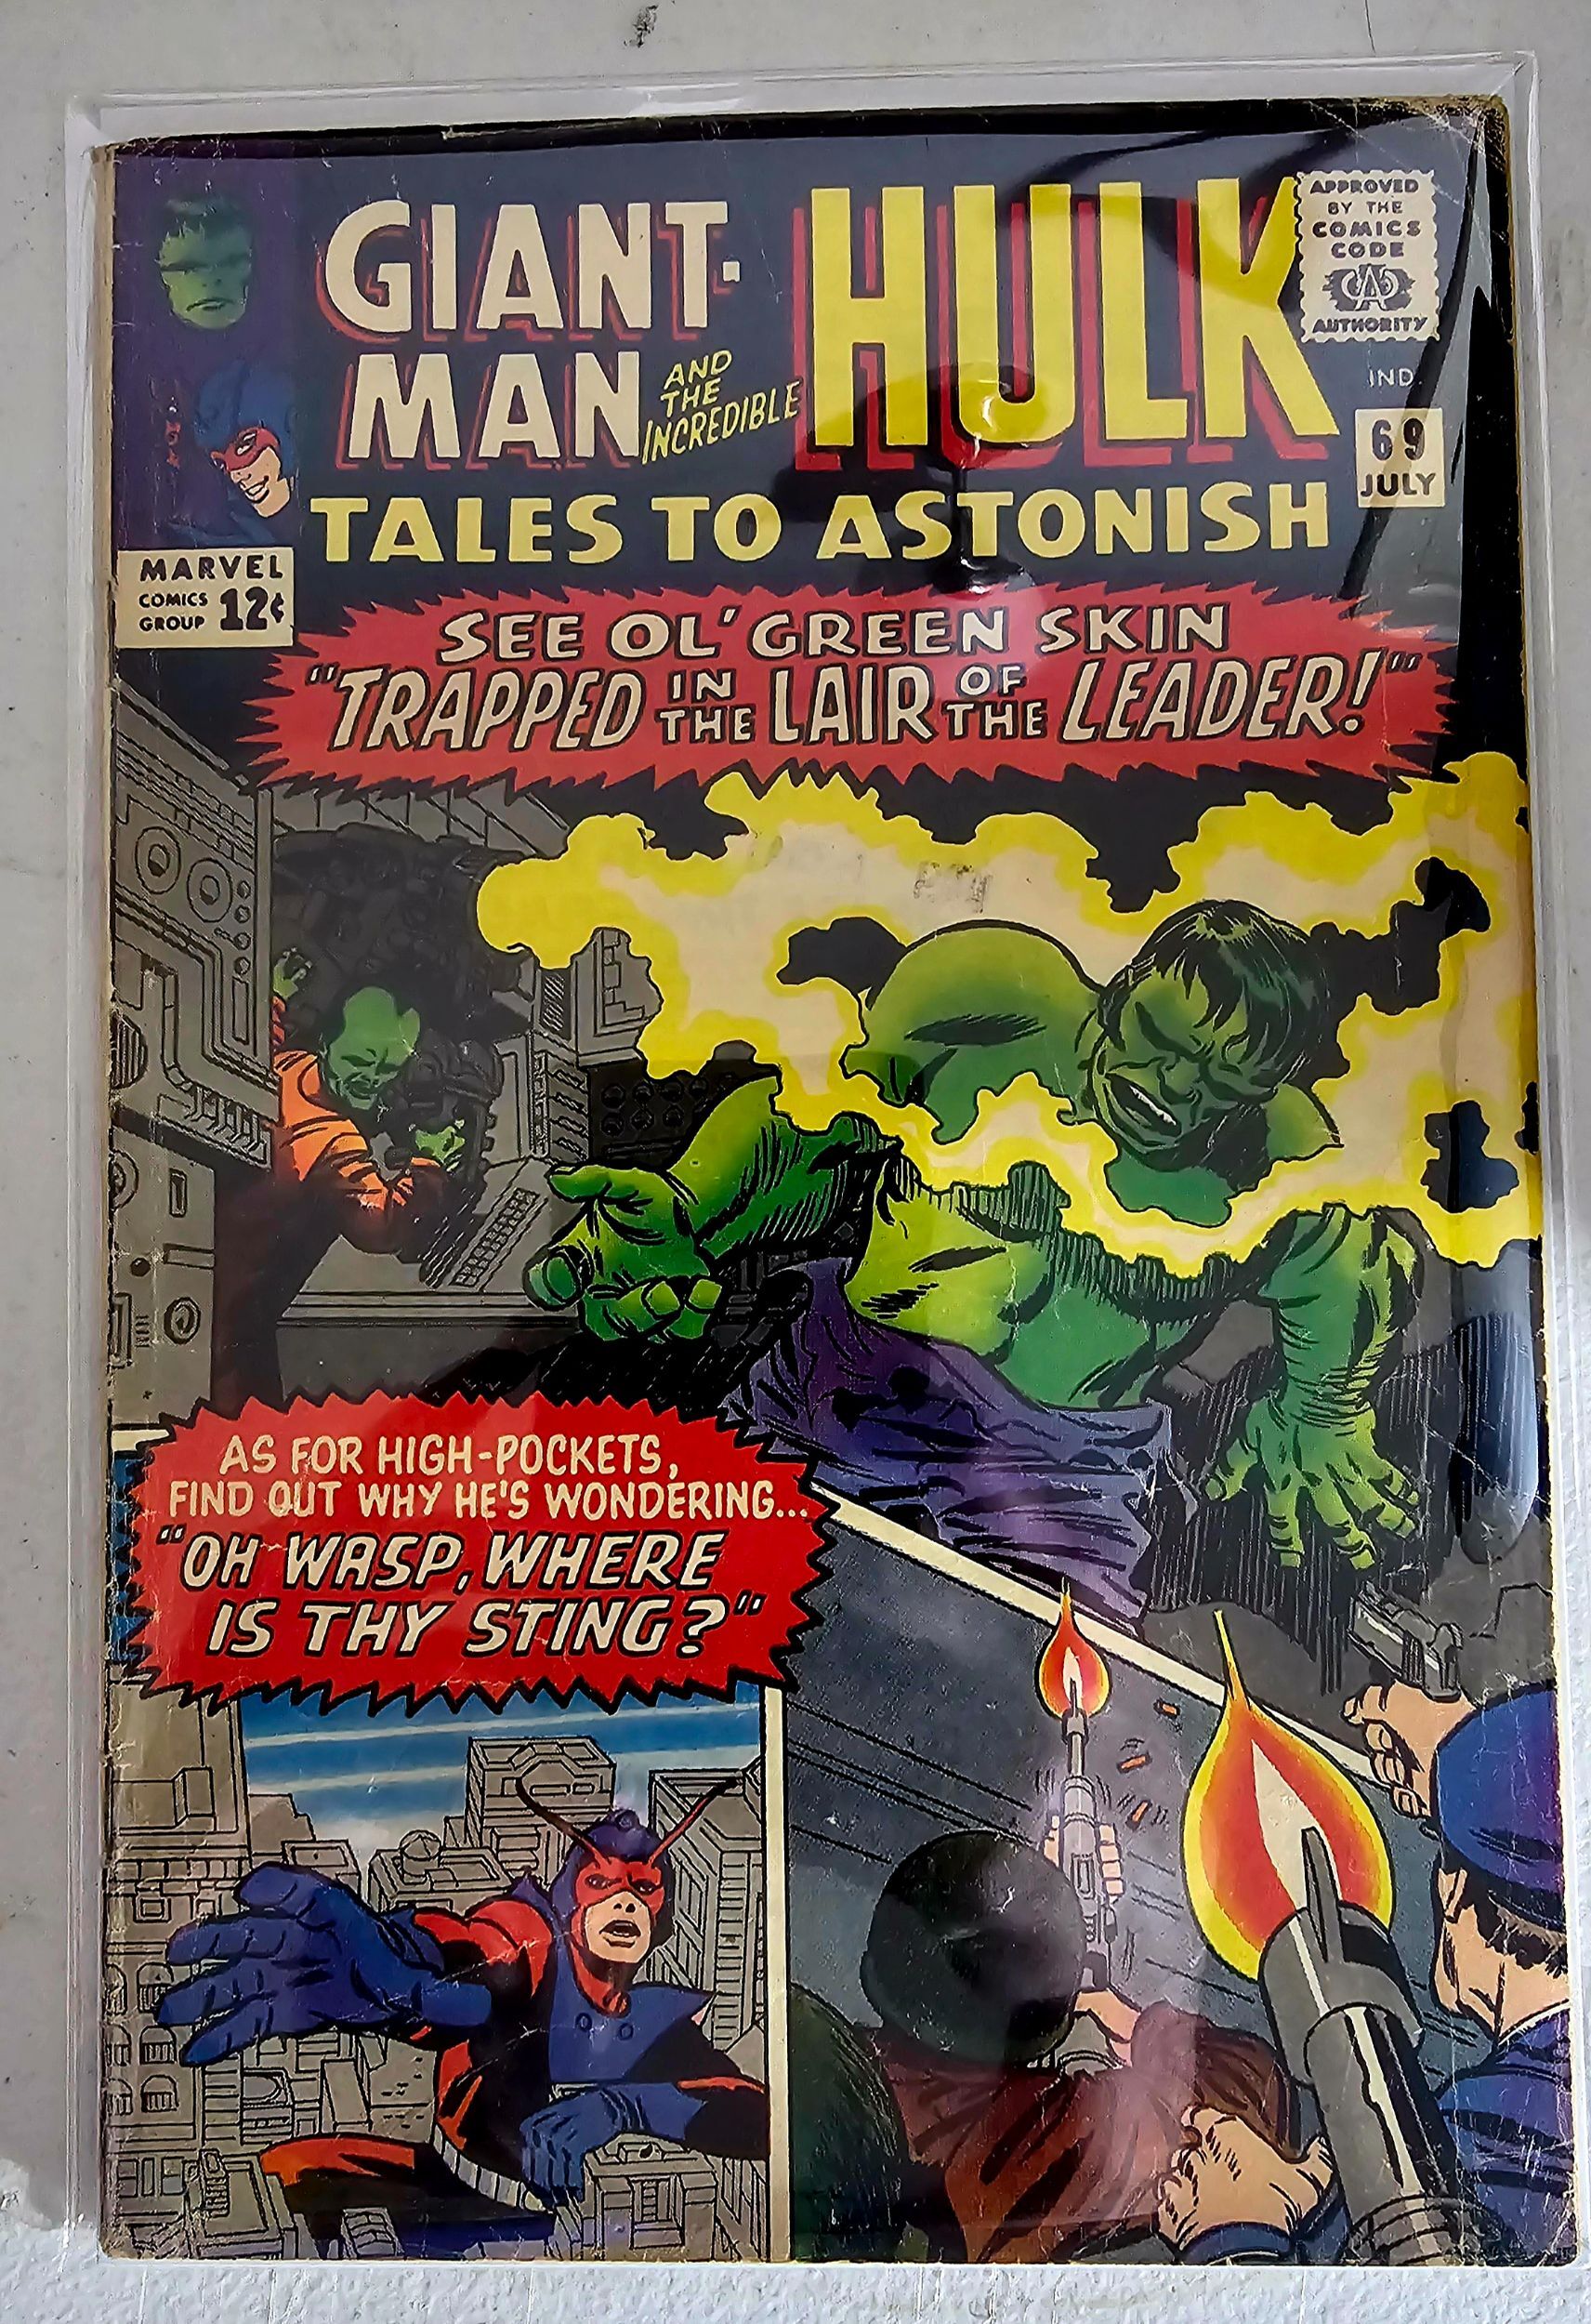 GIANT-
MAN
AND
THE
INCREDIBLE
HULK
APPROVED
BY THE
COMICS
CODE
CA
AUTHORITY
IND.
69
JULY
TALES TO ASTONISH
MARVEL
COMICS
GROUP
12¢
SEE OL' GREEN SKIN
"TRAPPED IN THE LAIR OF THE LEADER!"
AS FOR HIGH-POCKETS,
FIND OUT WHY HE'S WONDERING...
"OH WASP, WHERE
IS THY STING?"